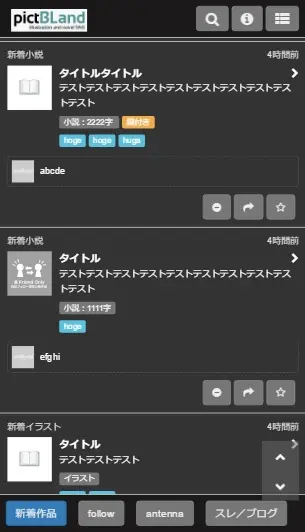 pictBLand
illustration and novel SNS
新着小説 4時間前
タイトルタイトル
テストテストテストテストテストテストテストテストテスト
小説：2222字 鍵付き
hoge hoge huga
abcde
新着小説 4時間前
タイトル
テストテストテストテストテストテストテストテストテスト
小説：1111字
Friend Only
hoge
efghi
新着イラスト 4時間前
タイトル
テストテストテスト
イラスト
新着作品 follow antenna スレ／ブログ